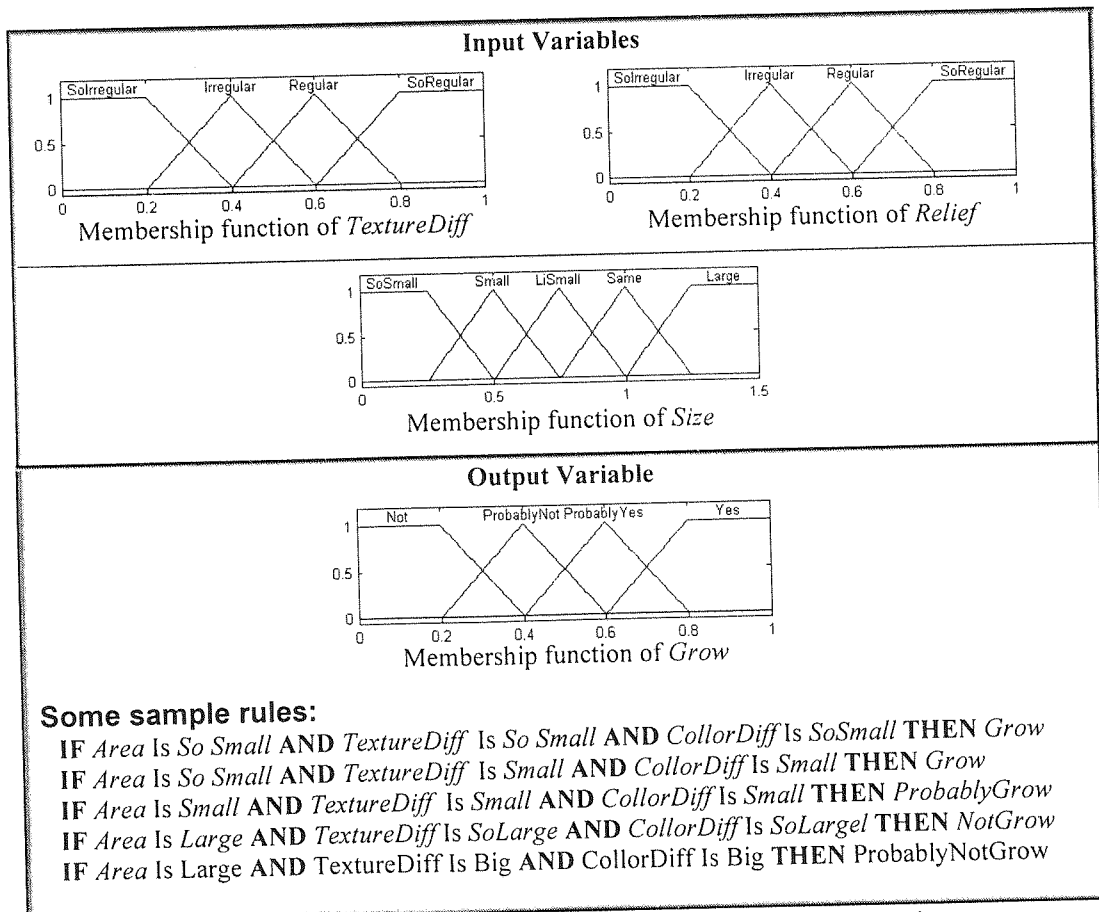 Input Variables
SoIrregular Irregular Regular SoRegular
1
0.5
0
0 0.2 0.4 0.6 0.8 1
Membership function of TextureDiff
SoIrregular Irregular Regular SoRegular
1
0.5
0
0 0.2 0.4 0.6 0.8 1
Membership function of Relief
SoSmall Small LiSmall Same Large
1
0.5
0
0 0.5 1 1.5
Membership function of Size
Output Variable
Not ProbablyNot ProbablyYes Yes
1
0.5
0
0 0.2 0.4 0.6 0.8 1
Membership function of Grow
Some sample rules:
IF Area Is So Small AND TextureDiff Is So Small AND CollorDiff Is SoSmall THEN Grow
IF Area Is So Small AND TextureDiff Is Small AND CollorDiff Is Small THEN Grow
IF Area Is Small AND TextureDiff Is Small AND CollorDiff Is Small THEN ProbablyGrow
IF Area Is Large AND TextureDiff Is SoLarge AND CollorDiff Is SoLargel THEN NotGrow
IF Area Is Large AND TextureDiff Is Big AND CollorDiff Is Big THEN ProbablyNotGrow